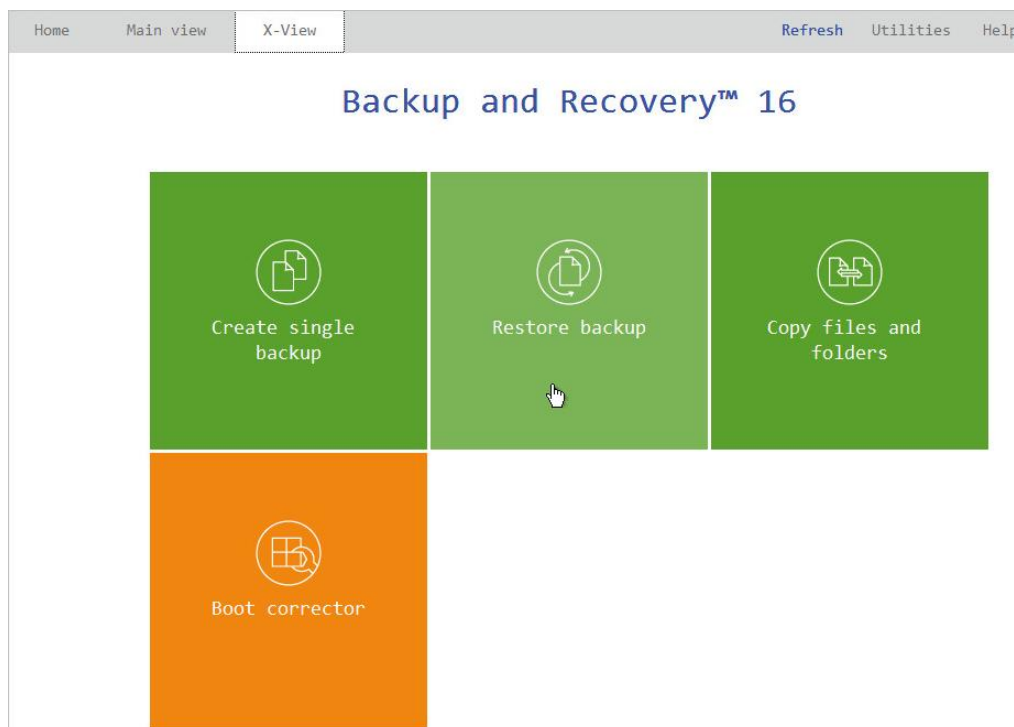 Home Main view X-View Refresh Utilities Help
Backup and Recovery™ 16
Create single
backup
Restore backup
Copy files and
folders
Boot corrector